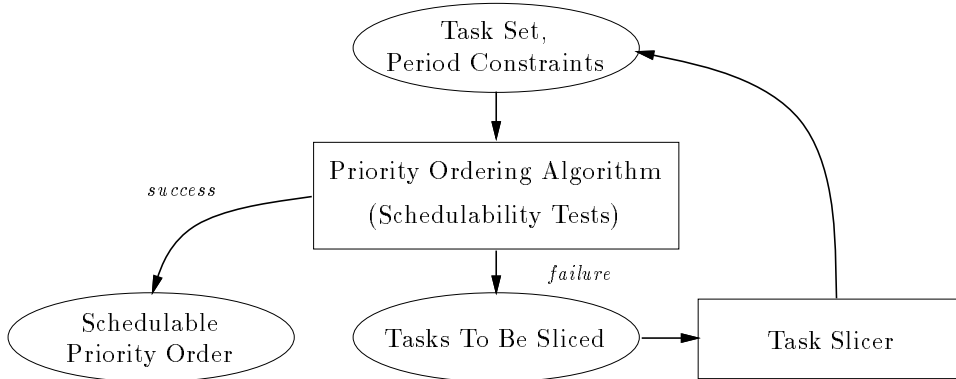 Task Set,
Period Constraints
Priority Ordering Algorithm
(Schedulability Tests)
success
failure
Schedulable
Priority Order
Tasks To Be Sliced
Task Slicer